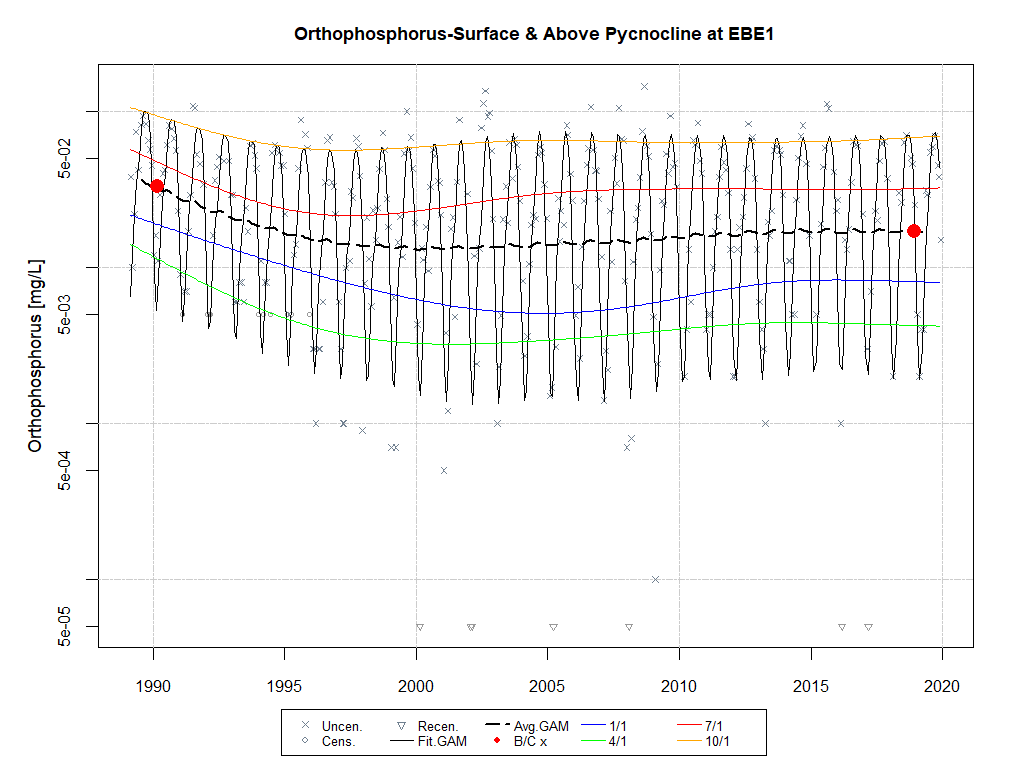 Orthophosphorus-Surface & Above Pycnocline at EBE1
Orthophosphorus [mg/L]
5e-02
5e-03
5e-04
5e-05
1990 1995 2000 2005 2010 2015 2020
Uncen. Recen. Avg.GAM 1/1 7/1
Cens. Fit.GAM B/C x 4/1 10/1